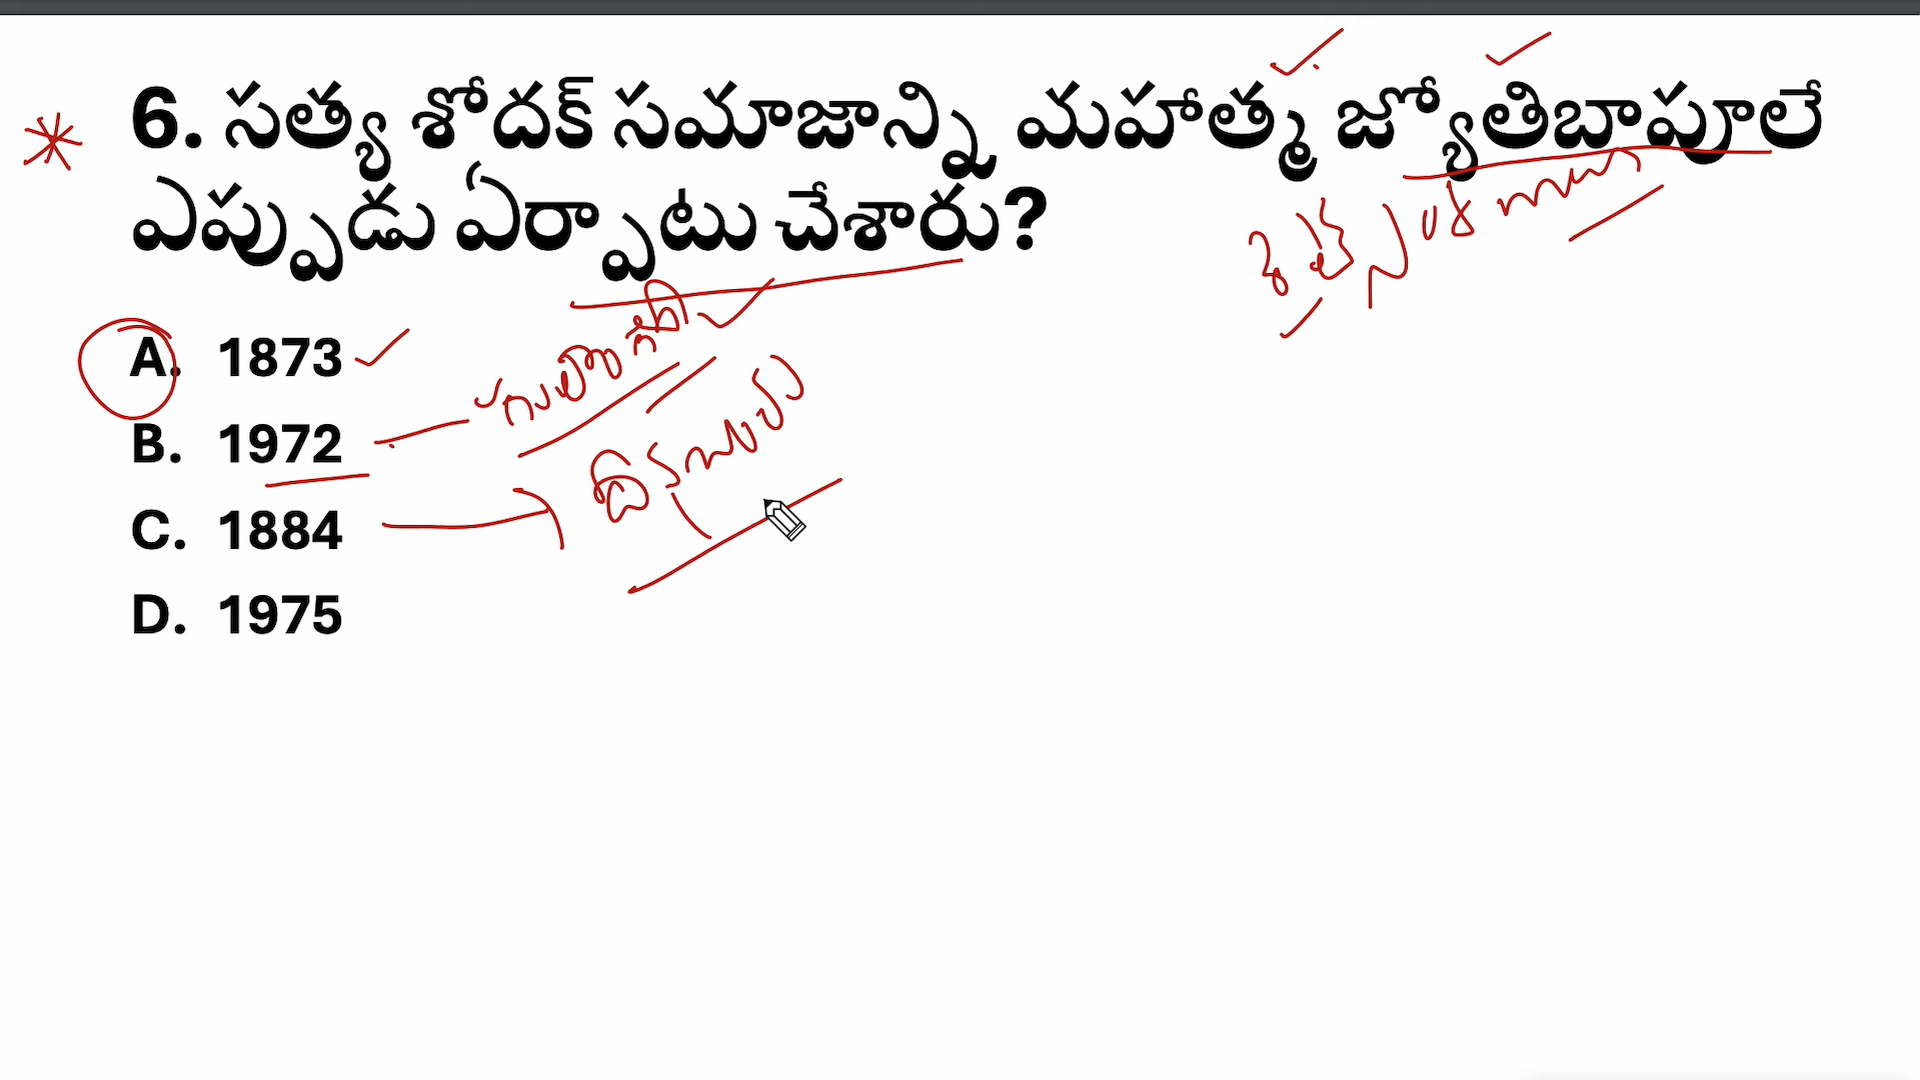 6. సత్య శోదక్ సమాజాన్ని మహాత్మ జ్యోతిబాపూలే
ఎప్పుడు ఏర్పాటు చేశారు?
A. 1873
B. 1972
గులాంగిరి
C. 1884
D. 1975